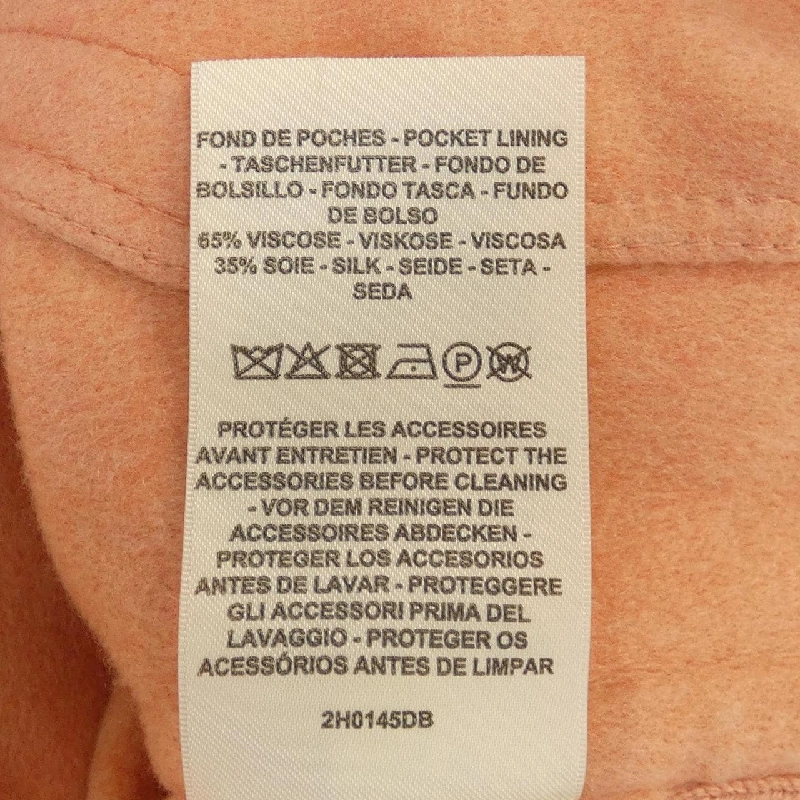 FOND DE POCHES - POCKET LINING
- TASCHENFUTTER - FONDO DE
BOLSILLO - FONDO TASCA - FUNDO
DE BOLSO
65% VISCOSE - VISKOSE - VISCOSA
35% SOIE - SILK - SEIDE - SETA -
SEDA
P W
PROTÉGER LES ACCESSOIRES
AVANT ENTRETIEN - PROTECT THE
ACCESSORIES BEFORE CLEANING
- VOR DEM REINIGEN DIE
ACCESSOIRES ABDECKEN -
PROTEGER LOS ACCESORIOS
ANTES DE LAVAR - PROTEGGERE
GLI ACCESSORI PRIMA DEL
LAVAGGIO - PROTEGER OS
ACESSÓRIOS ANTES DE LIMPAR
2H0145DB